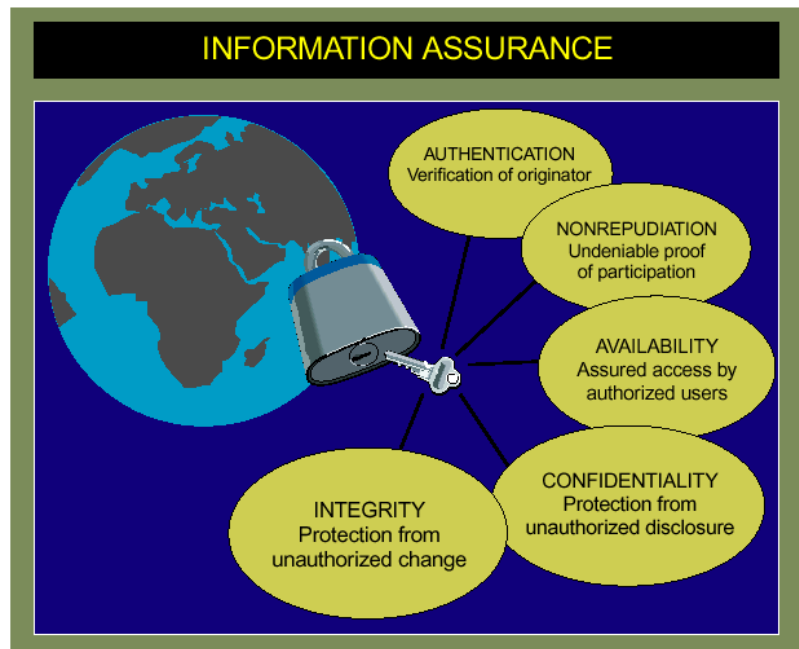 INFORMATION ASSURANCE
AUTHENTICATION
Verification of originator
NONREPUDIATION
Undeniable proof
of participation
AVAILABILITY
Assured access by
authorized users
CONFIDENTIALITY
Protection from
unauthorized disclosure
INTEGRITY
Protection from
unauthorized change